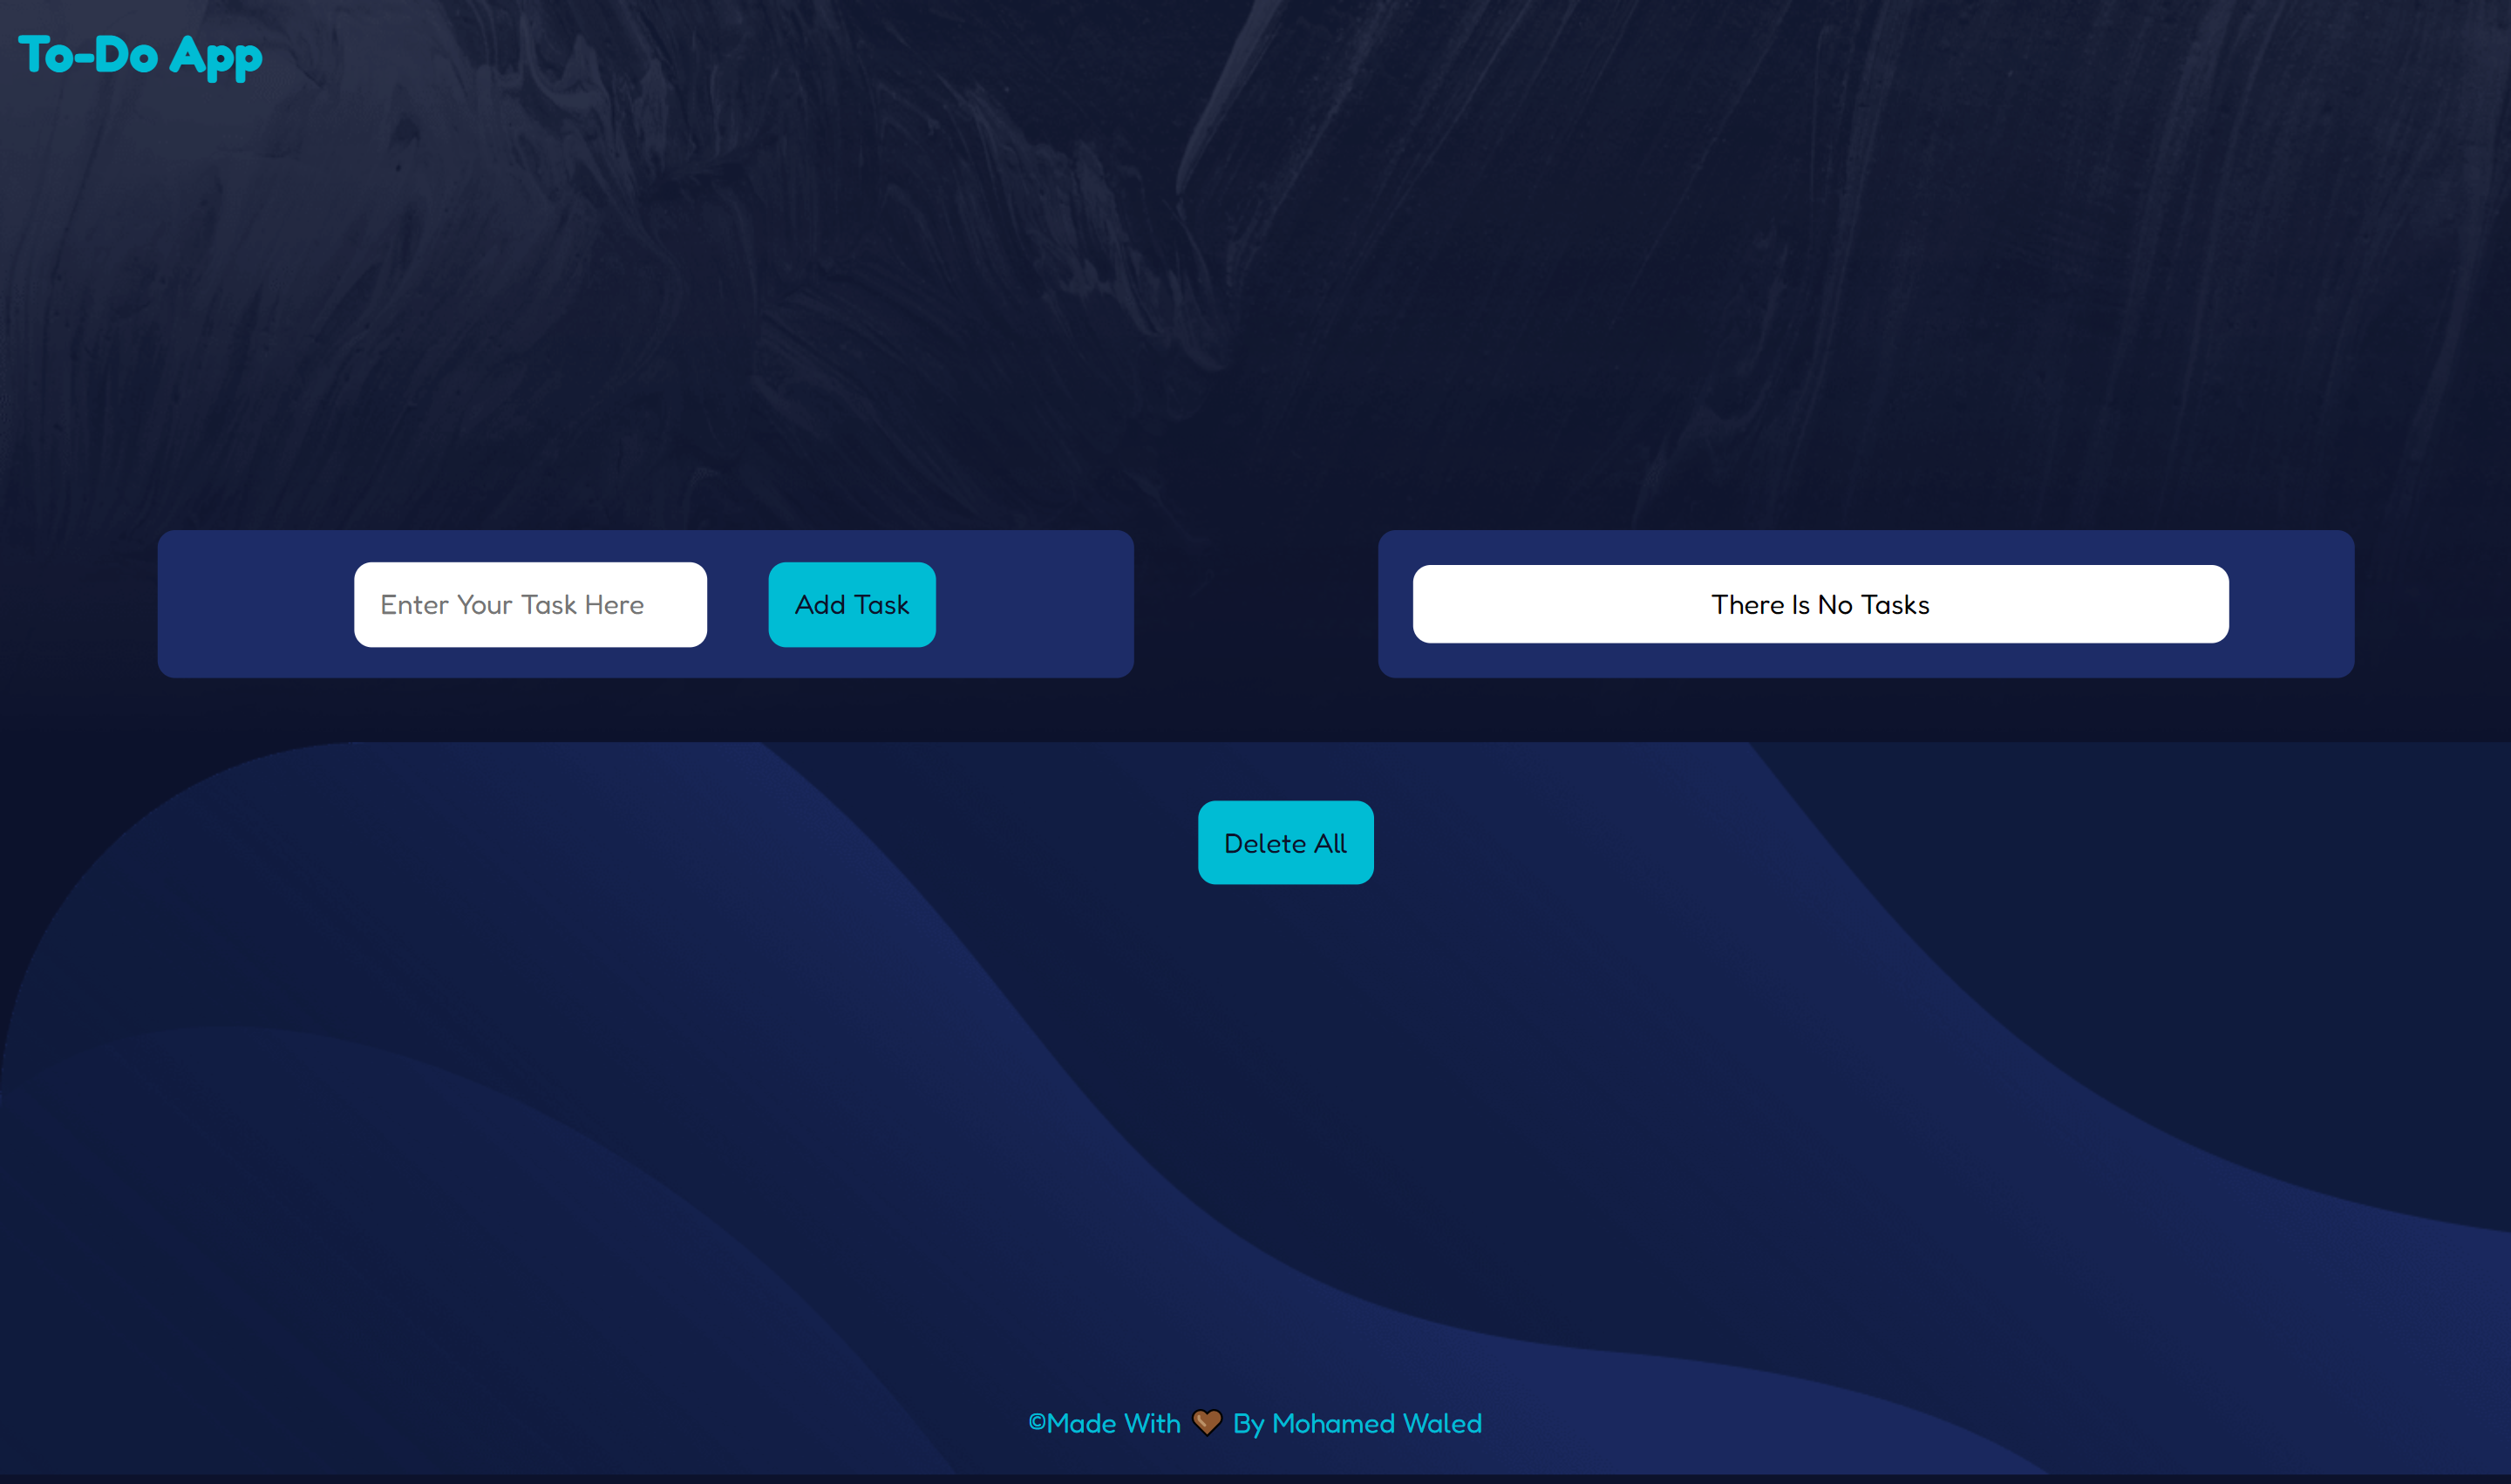 To-Do App
Enter Your Task Here
Add Task
There Is No Tasks
Delete All
©Made With 🤎 By Mohamed Waled